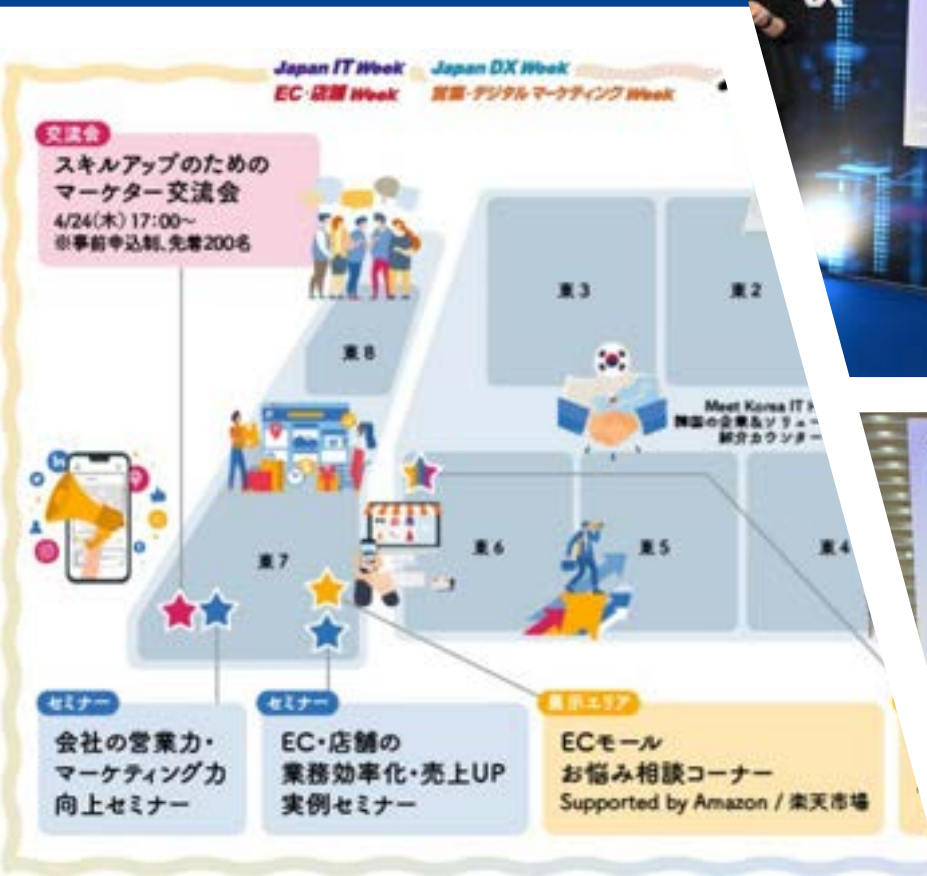 Japan IT Week Japan DX Week
EC・店舗 Week 営業・デジタルマーケティング Week
交流会
スキルアップのための
マーケター交流会
4/24(木) 17:00～
※事前申込制、先着200名
東3
東2
東8
Meet Korea IT
韓国の企業&ソリュー
紹介カウンター
東7
東6
東5
東4
セミナー
会社の営業力・
マーケティング力
向上セミナー
セミナー
EC・店舗の
業務効率化・売上UP
実例セミナー
展示エリア
ECモール
お悩み相談コーナー
Supported by Amazon / 楽天市場